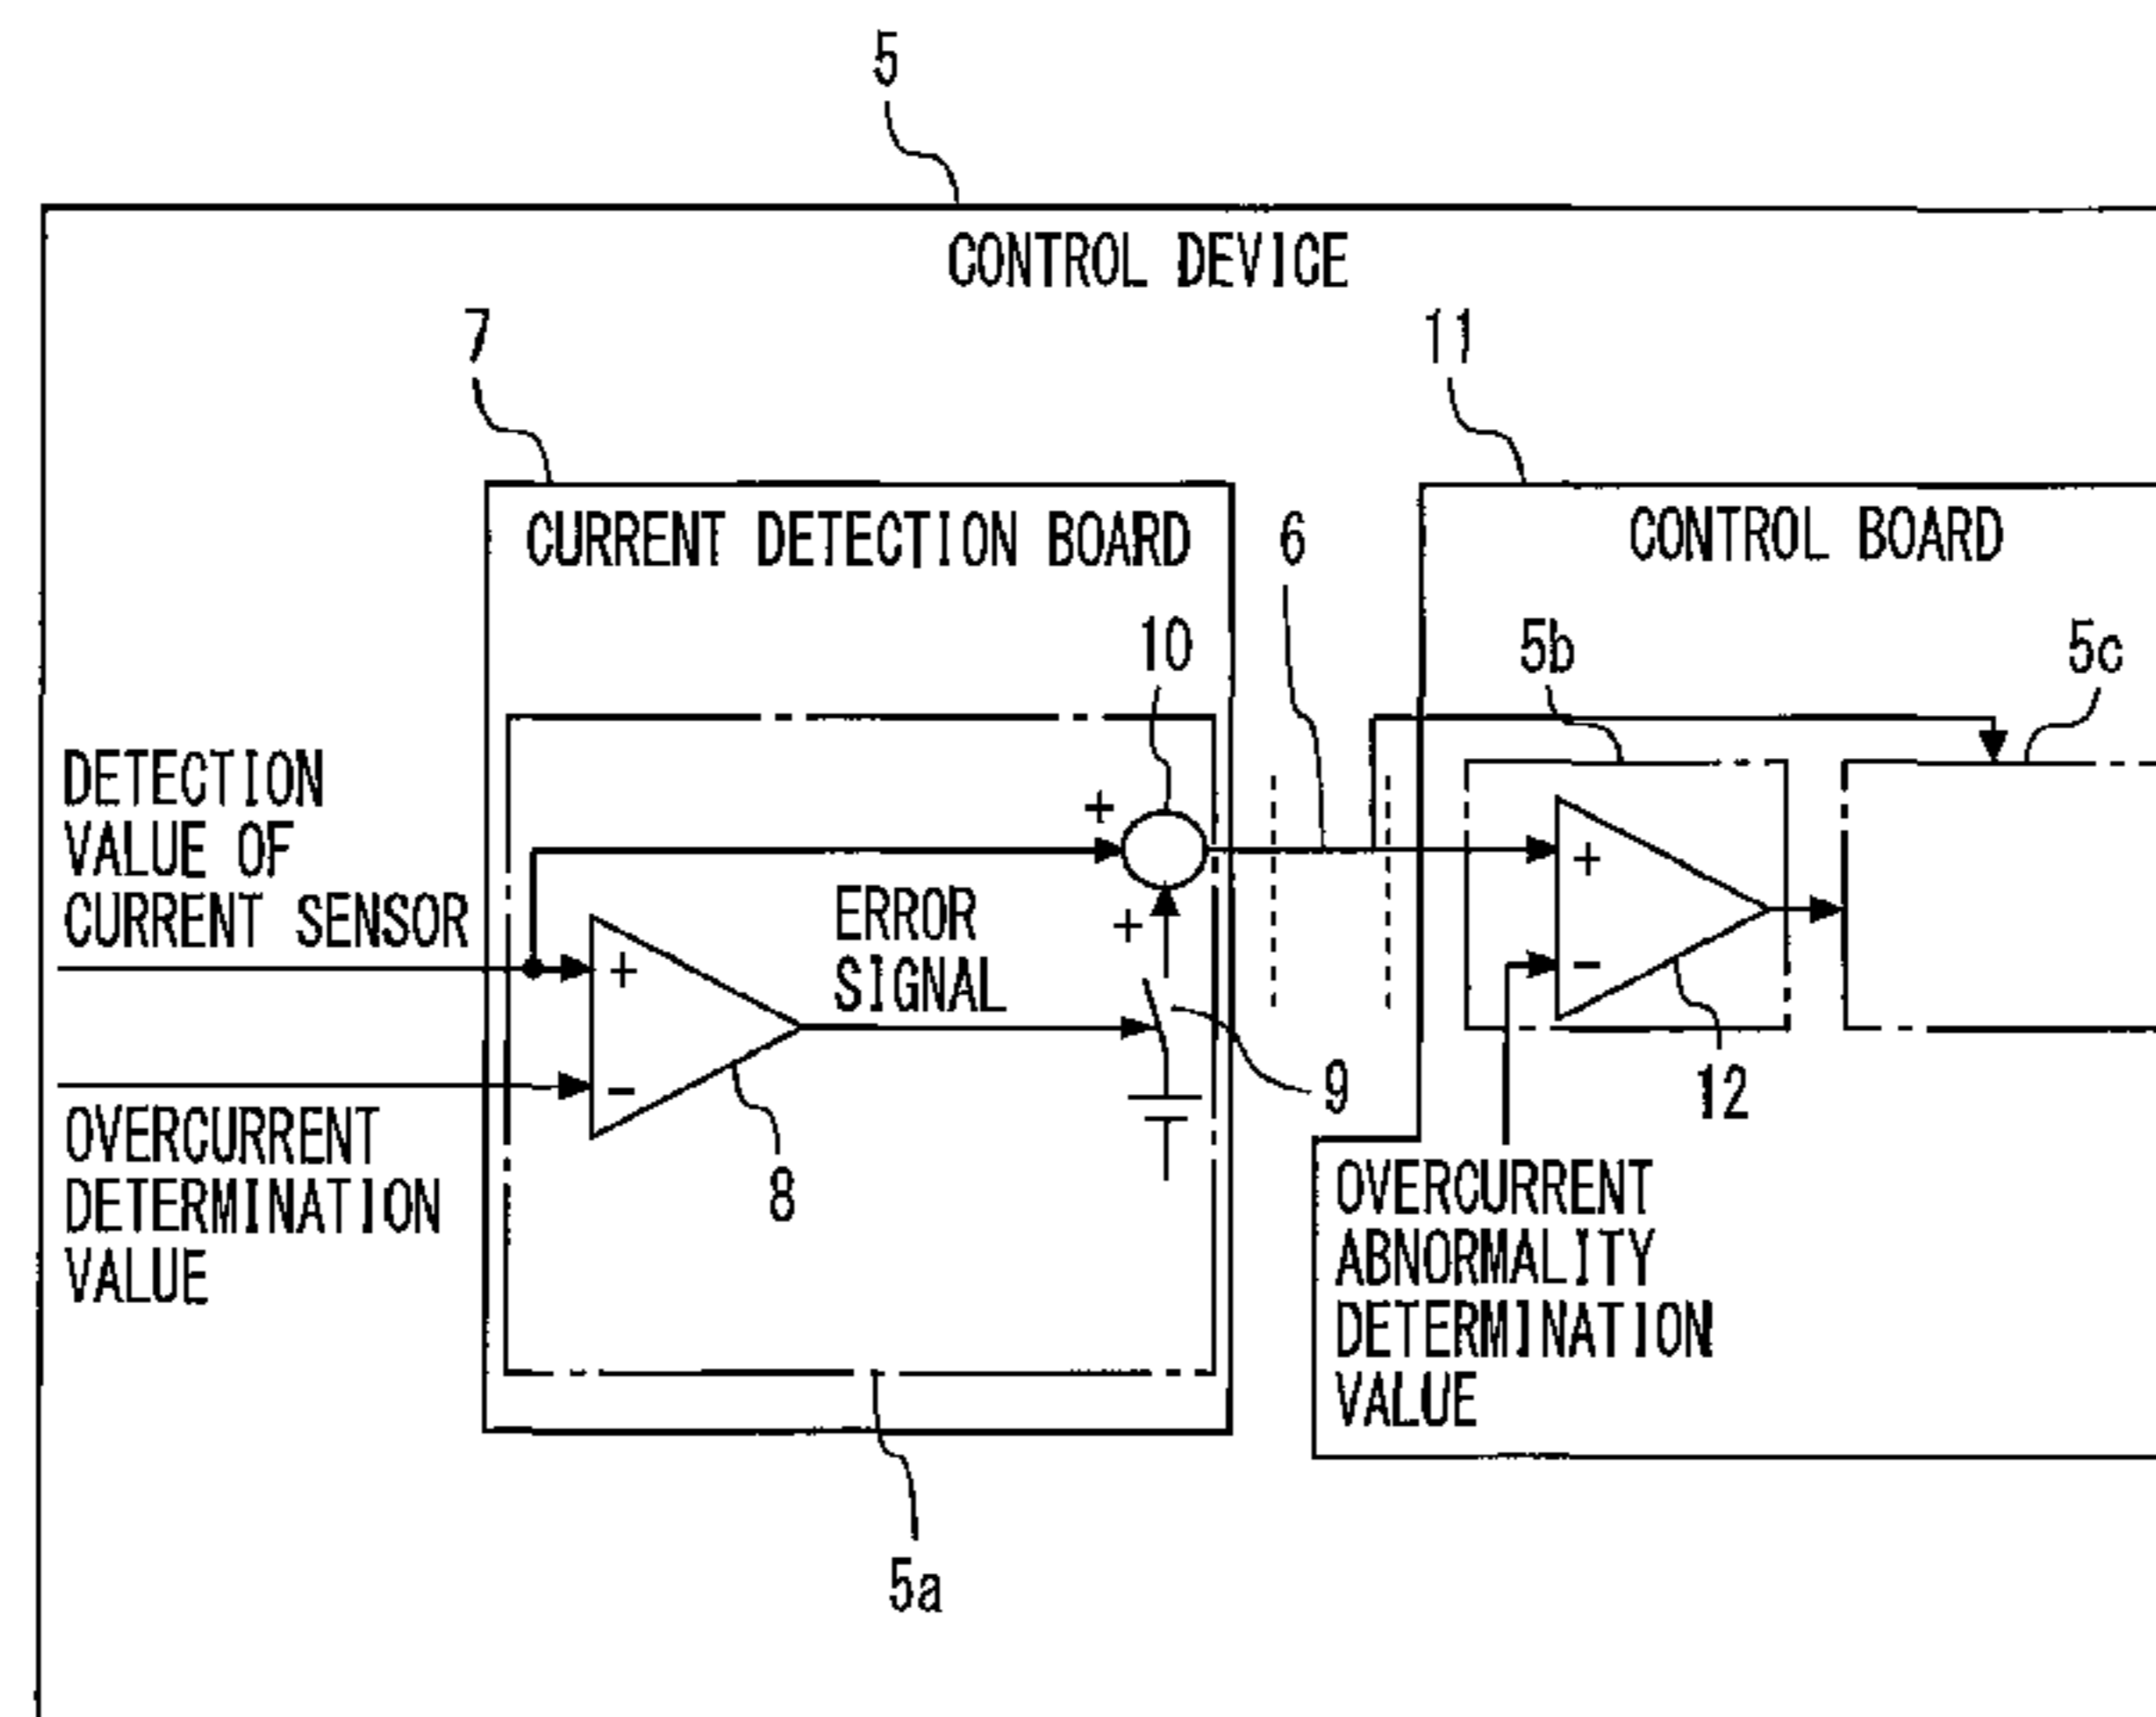 5
CONTROL DEVICE
7
11
CURRENT DETECTION BOARD
6
CONTROL BOARD
10
5b
5c
DETECTION
VALUE OF
CURRENT SENSOR
+
+
+
-
ERROR
SIGNAL
+
-
9
12
8
OVERCURRENT
DETERMINATION
VALUE
OVERCURRENT
ABNORMALITY
DETERMINATION
VALUE
5a